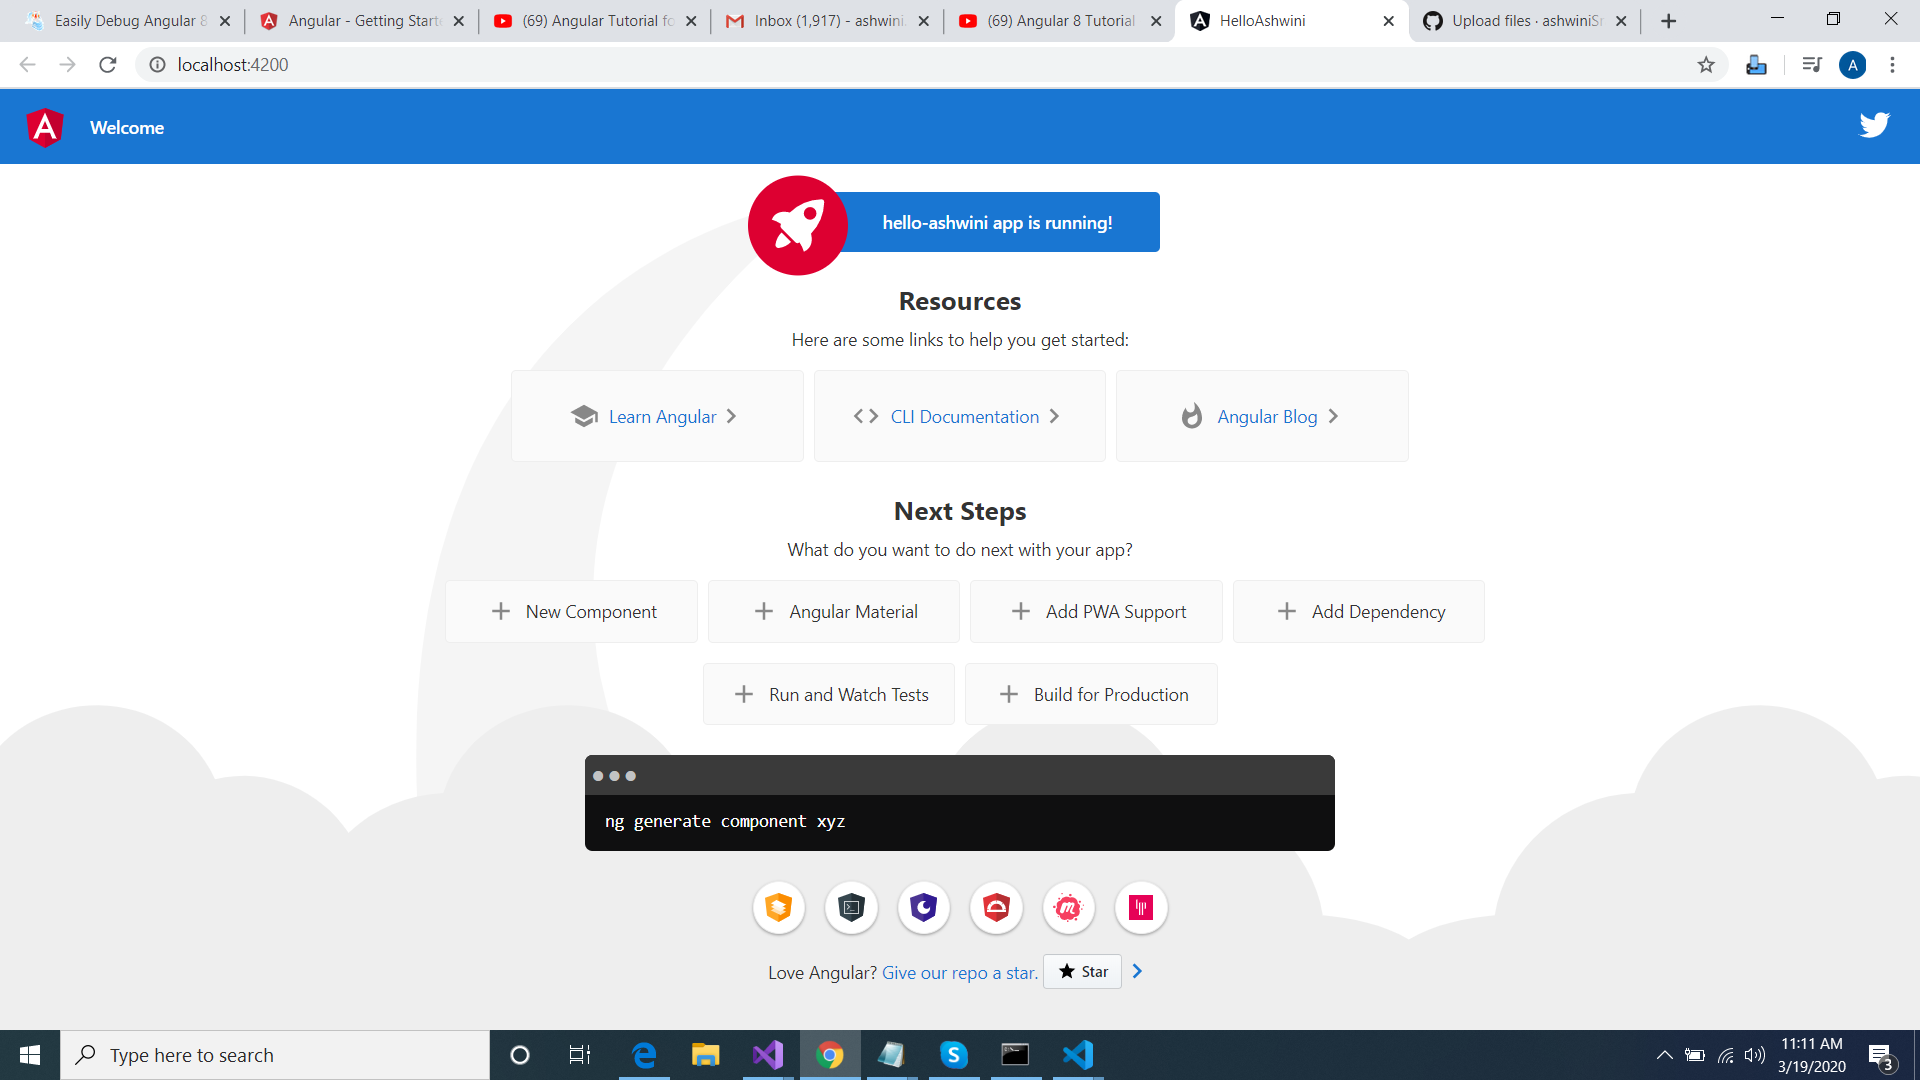 Easily Debug Angular 8
Angular - Getting Starte
(69) Angular Tutorial fo
Inbox (1,917) - ashwini.
(69) Angular 8 Tutorial
HelloAshwini
Upload files · ashwiniSr
localhost:4200
A
Welcome
hello-ashwini app is running!
Resources
Here are some links to help you get started:
Learn Angular
CLI Documentation
Angular Blog
Next Steps
What do you want to do next with your app?
New Component
Angular Material
Add PWA Support
Add Dependency
Run and Watch Tests
Build for Production
ng generate component xyz
Love Angular? Give our repo a star. Star
Type here to search
11:11 AM
3/19/2020
3